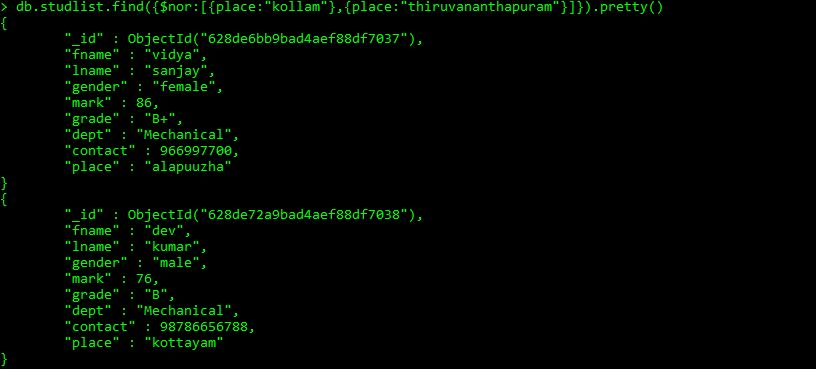 > db.studlist.find({$nor:[{place:"kollam"},{place:"thiruvananthapuram"}]}).pretty()
{
        "_id" : ObjectId("628de6bb9bad4aef88df7037"),
        "fname" : "vidya",
        "lname" : "sanjay",
        "gender" : "female",
        "mark" : 86,
        "grade" : "B+",
        "dept" : "Mechanical",
        "contact" : 966997700,
        "place" : "alapuuzha"
}
{
        "_id" : ObjectId("628de72a9bad4aef88df7038"),
        "fname" : "dev",
        "lname" : "kumar",
        "gender" : "male",
        "mark" : 76,
        "grade" : "B",
        "dept" : "Mechanical",
        "contact" : 98786656788,
        "place" : "kottayam"
}